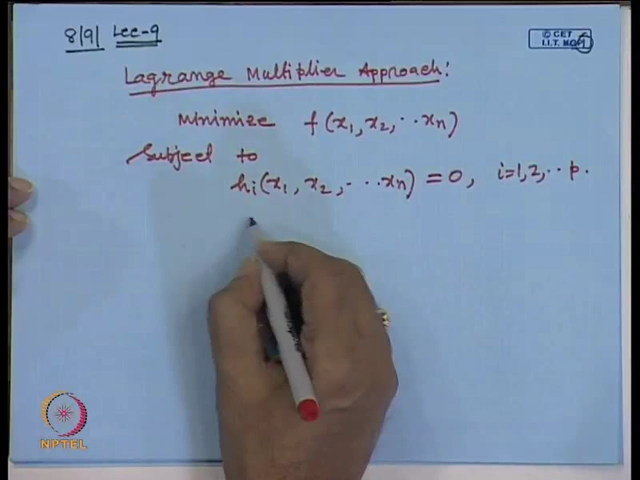 8/9/ Lec-9
© CET
I.I.T. KGP
Lagrange Multiplier Approach:
Minimize f(x₁, x₂, ··xn)
Subject to
hᵢ(x₁, x₂, ···xn) = 0, i=1,2,··p.
NPTEL